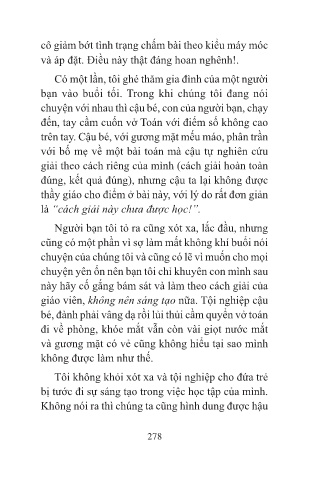 cô giảm bớt tình trạng chấm bài theo kiểu máy móc
và áp đặt. Điều này thật đáng hoan nghênh!.
Có một lần, tôi ghé thăm gia đình của một người
bạn vào buổi tối. Trong khi chúng tôi đang nói
chuyện với nhau thì cậu bé, con của người bạn, chạy
đến, tay cầm cuốn vở Toán với điểm số không cao
trên tay. Cậu bé, với gương mặt mếu máo, phân trần
với bố mẹ về một bài toán mà cậu tự nghiên cứu
giải theo cách riêng của mình (cách giải hoàn toàn
đúng, kết quả đúng), nhưng cậu ta lại không được
thầy giáo cho điểm ở bài này, với lý do rất đơn giản
là “cách giải này chưa được học!”.
Người bạn tôi tỏ ra cũng xót xa, lắc đầu, nhưng
cũng có một phần vì sợ làm mất không khí buổi nói
chuyện của chúng tôi và cũng có lẽ vì muốn cho mọi
chuyện yên ổn nên bạn tôi chỉ khuyên con mình sau
này hãy cố gắng bám sát và làm theo cách giải của
giáo viên, không nên sáng tạo nữa. Tội nghiệp cậu
bé, đành phải vâng dạ rồi lủi thủi cầm quyển vở toán
đi về phòng, khóe mắt vẫn còn vài giọt nước mắt
và gương mặt có vẻ cũng không hiểu tại sao mình
không được làm như thế.
Tôi không khỏi xót xa và tội nghiệp cho đứa trẻ
bị tước đi sự sáng tạo trong việc học tập của mình.
Không nói ra thì chúng ta cũng hình dung được hậu
278